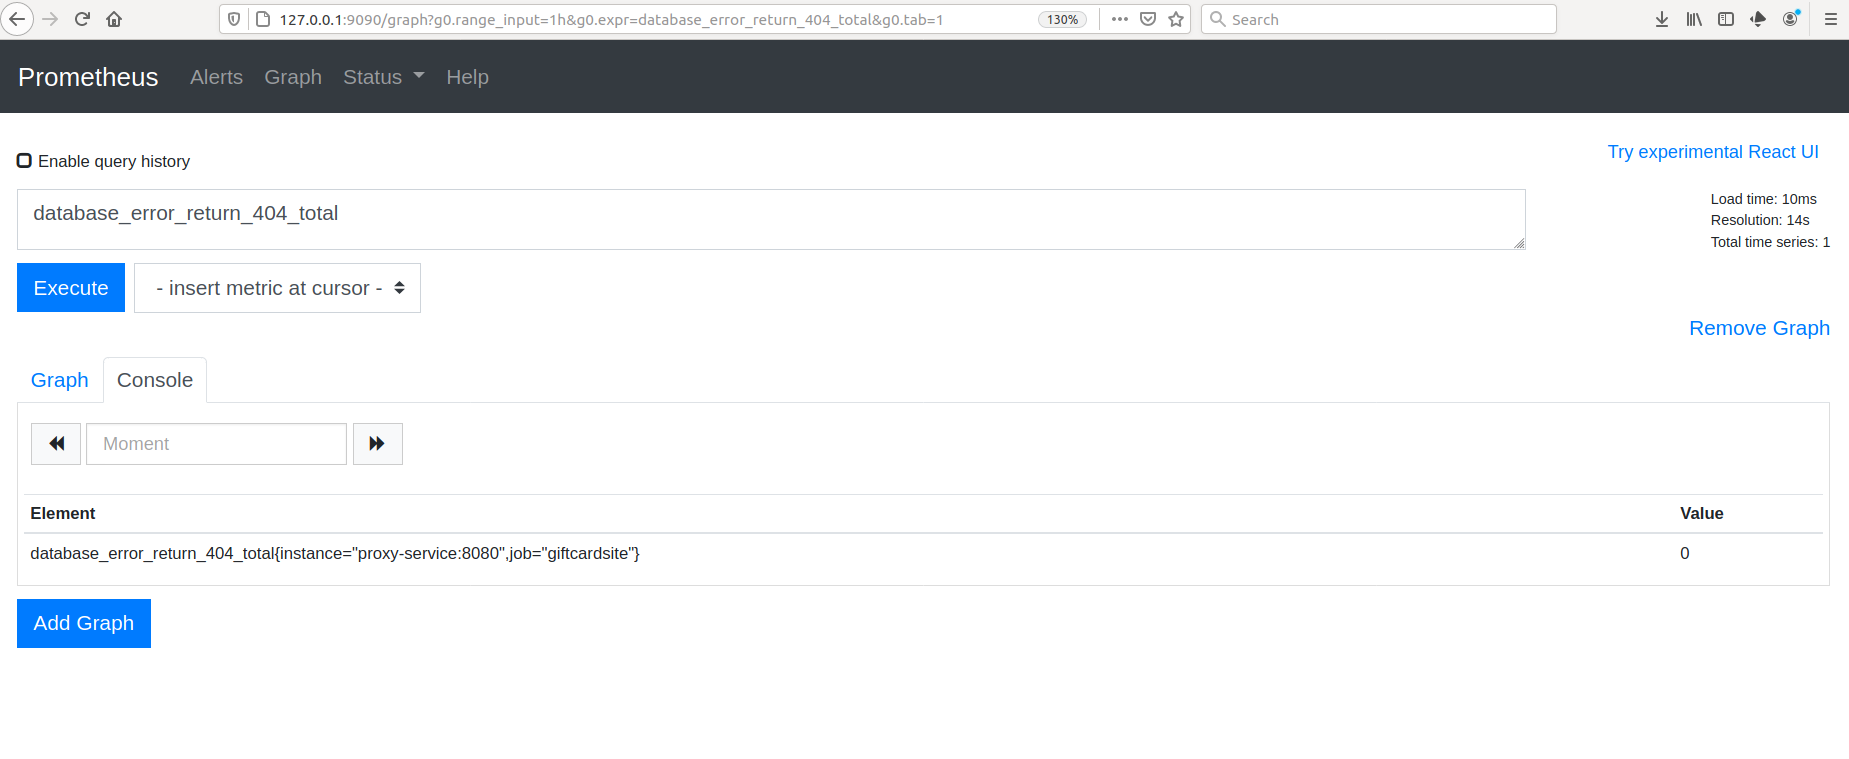 127.0.0.1:9090/graph?g0.range_input=1h&g0.expr=database_error_return_404_total&g0.tab=1
130%
Search
Prometheus
Alerts
Graph
Status
Help
Enable query history
Try experimental React UI
database_error_return_404_total
Load time: 10ms
Resolution: 14s
Total time series: 1
Execute
- insert metric at cursor -
Remove Graph
Graph
Console
Moment
Element
Value
database_error_return_404_total{instance="proxy-service:8080",job="giftcardsite"}
0
Add Graph